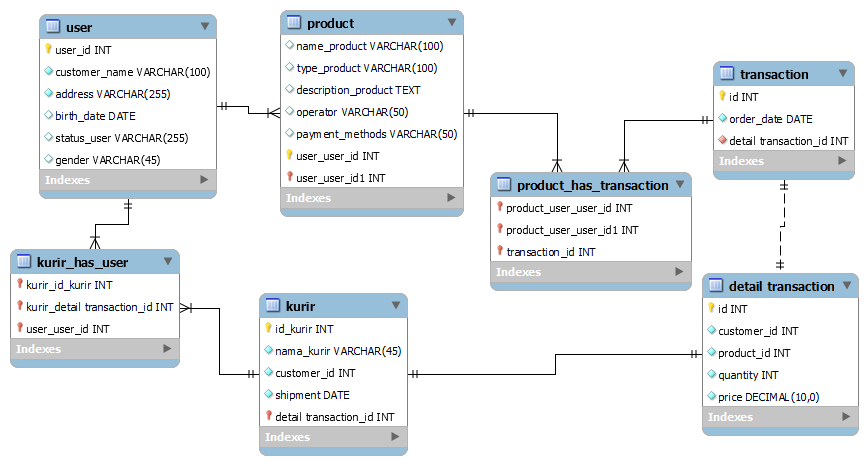 user
user_id INT
customer_name VARCHAR(100)
address VARCHAR(255)
birth_date DATE
status_user VARCHAR(255)
gender VARCHAR(45)
Indexes
product
name_product VARCHAR(100)
type_product VARCHAR(100)
description_product TEXT
operator VARCHAR(50)
payment_methods VARCHAR(50)
user_user_id INT
user_user_id1 INT
Indexes
transaction
id INT
order_date DATE
detail transaction_id INT
Indexes
product_has_transaction
product_user_user_id INT
product_user_user_id1 INT
transaction_id INT
Indexes
kurir_has_user
kurir_id_kurir INT
kurir_detail transaction_id INT
user_user_id INT
Indexes
kurir
id_kurir INT
nama_kurir VARCHAR(45)
customer_id INT
shipment DATE
detail transaction_id INT
Indexes
detail transaction
id INT
customer_id INT
product_id INT
quantity INT
price DECIMAL(10,0)
Indexes